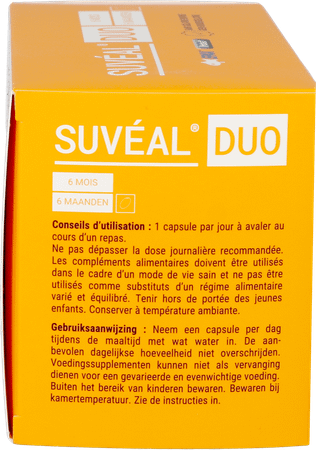 SUVÉAL DUO
SUVÉAL® DUO
6 MOIS
6 MAANDEN
Conseils d'utilisation : 1 capsule par jour à avaler au
cours d'un repas.
Ne pas dépasser la dose journalière recommandée.
Les compléments alimentaires doivent être utilisés
dans le cadre d'un mode de vie sain et ne pas être
utilisés comme substituts d'un régime alimentaire
varié et équilibré. Tenir hors de portée des jeunes
enfants. Conserver à température ambiante.
Gebruiksaanwijzing : Neem een capsule per dag
tijdens de maaltijd met wat water in. De aan-
bevolen dagelijkse hoeveelheid niet overschrijden.
Voedingssupplementen kunnen niet als vervanging
dienen voor een gevarieerde en evenwichtige voeding.
Buiten het bereik van kinderen bewaren. Bewaren bij
kamertemperatuur. Zie de instructies in.